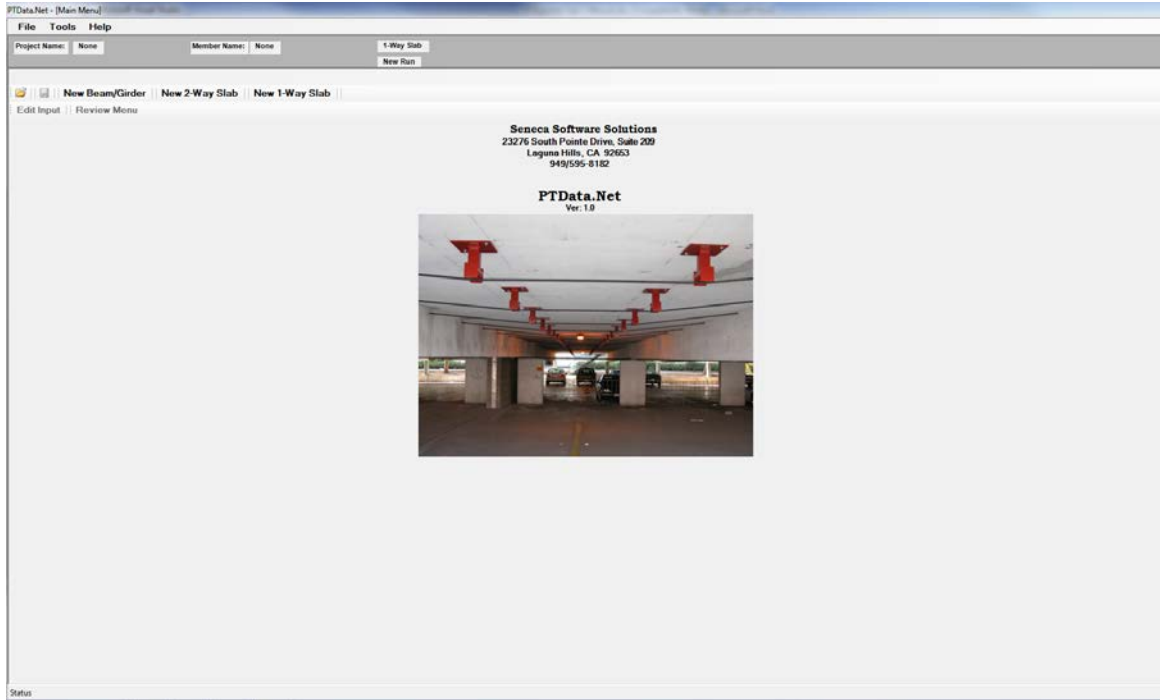 PTData.Net - [Main Menu]
File Tools Help
Project Name: None Member Name: None 1-Way Slab
New Run
New Beam/Girder New 2-Way Slab New 1-Way Slab
Edit Input Review Menu
Seneca Software Solutions
23276 South Pointe Drive, Suite 209
Laguna Hills, CA 92653
949/595-8182
PTData.Net
Ver: 1.0
Status